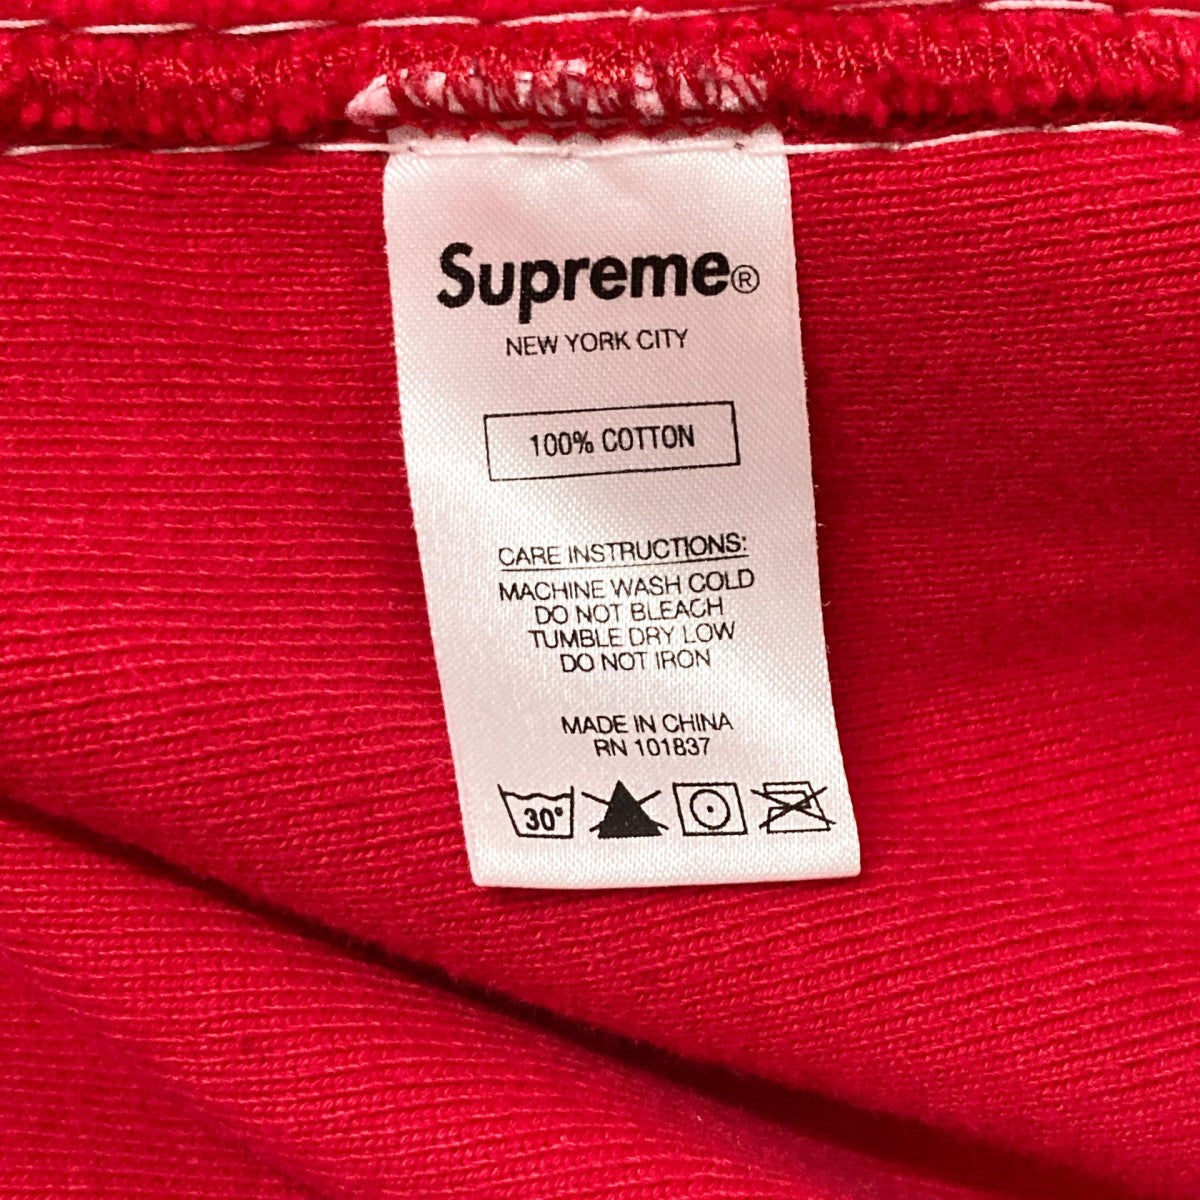 Supreme®
NEW YORK CITY
100% COTTON
CARE INSTRUCTIONS:
MACHINE WASH COLD
DO NOT BLEACH
TUMBLE DRY LOW
DO NOT IRON
MADE IN CHINA
RN 101837
30°